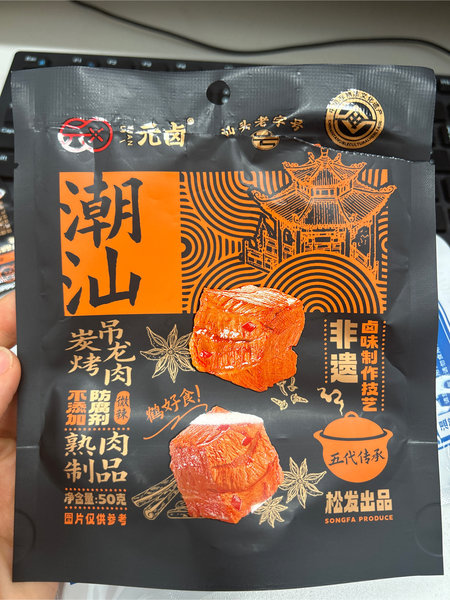 元卤®
汕头老字号
潮汕
炭烤
吊龙肉
不添加
防腐剂
微辣
熟肉
制品
净含量:50克
图片仅供参考
鹤好食!
非遗
卤味制作技艺
五代传承
松发出品
SONGFA PRODUCE